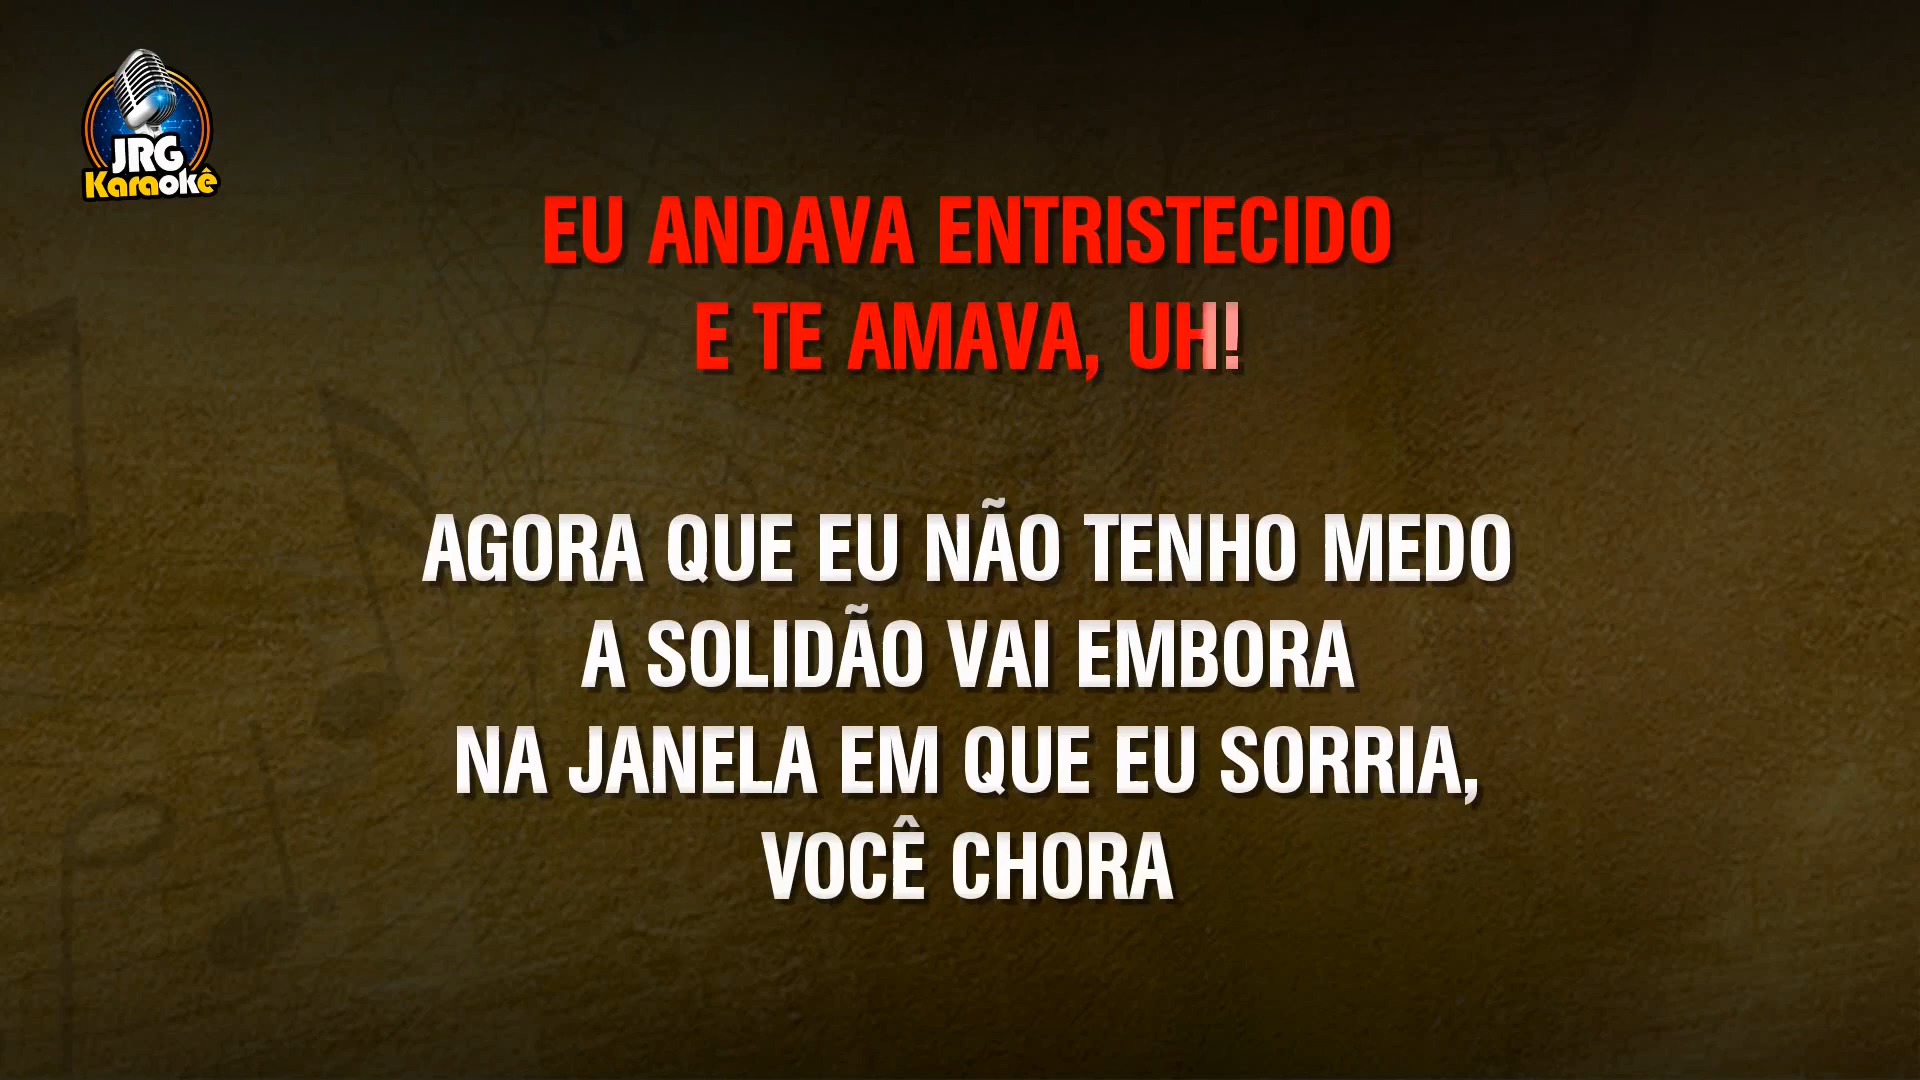 JRG
Karaokê
EU ANDAVA ENTRISTECIDO
E TE AMAVA, UH!
AGORA QUE EU NÃO TENHO MEDO
A SOLIDÃO VAI EMBORA
NA JANELA EM QUE EU SORRIA,
VOCÊ CHORA